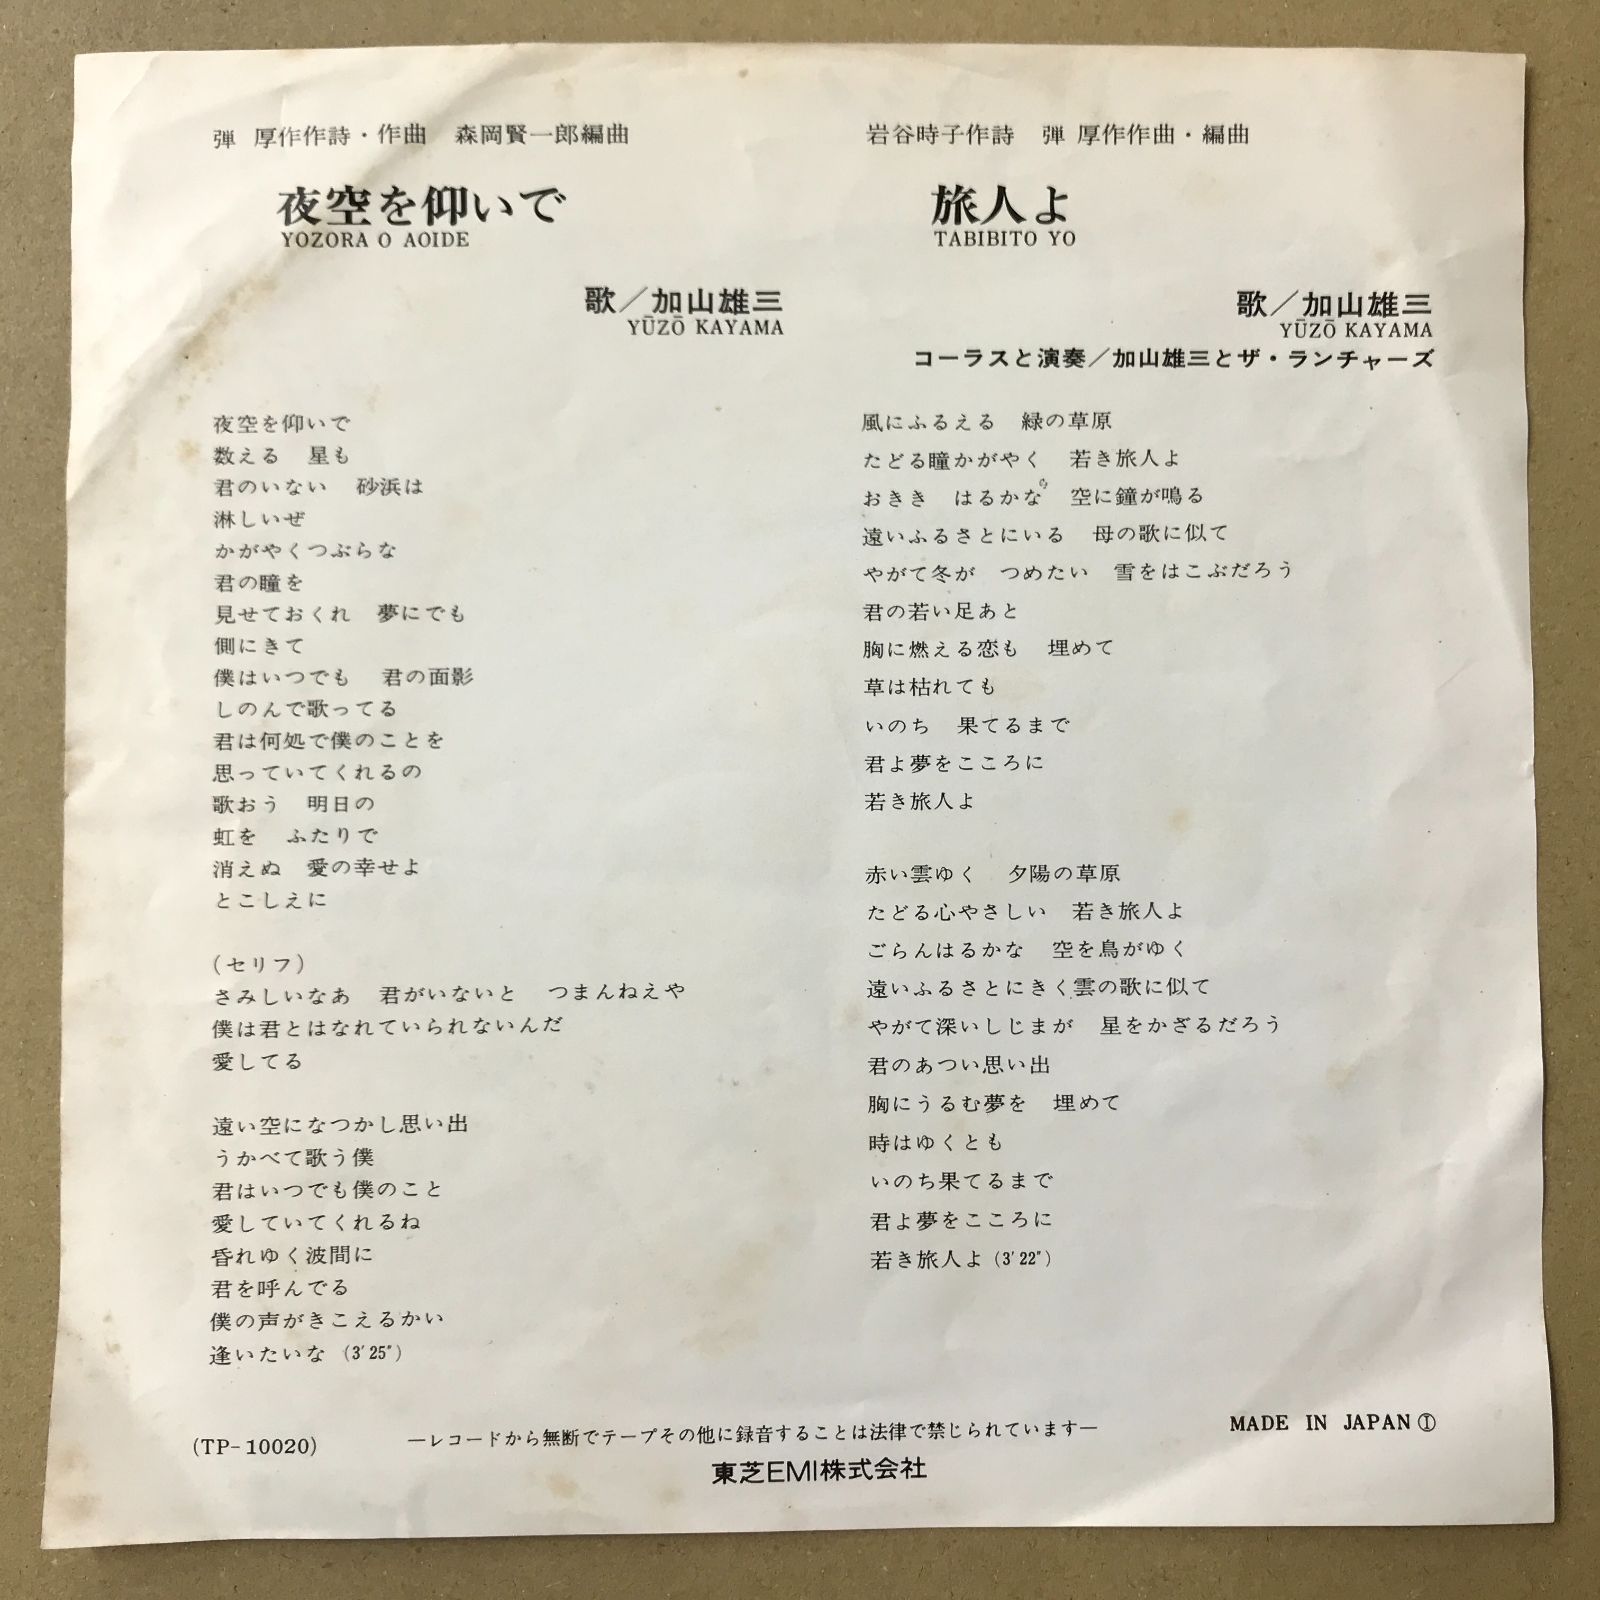 弾 厚作作詩・作曲 森岡賢一郎編曲
夜空を仰いで
YOZORA O AOIDE
歌／加山雄三
YŪZŌ KAYAMA
夜空を仰いで
数える 星も
君のいない 砂浜は
淋しいぜ
かがやくつぶらな
君の瞳を
見せておくれ 夢にでも
側にきて
僕はいつでも 君の面影
しのんで歌ってる
君は何処で僕のことを
思っていてくれるの
歌おう 明日の
虹を ふたりで
消えぬ 愛の幸せよ
とこしえに
(セリフ)
さみしいなあ 君がいないと つまんねえや
僕は君とはなれていられないんだ
愛してる
遠い空になつかし思い出
うかべて歌う僕
君はいつでも僕のこと
愛していてくれるね
昏れゆく波間に
君を呼んでる
僕の声がきこえるかい
逢いたいな (3′25″)
岩谷時子作詩 弾 厚作作曲・編曲
旅人よ
TABIBITO YO
歌／加山雄三
YŪZŌ KAYAMA
コーラスと演奏／加山雄三とザ・ランチャーズ
風にふるえる 緑の草原
たどる瞳かがやく 若き旅人よ
おきき はるかな 空に鐘が鳴る
遠いふるさとにいる 母の歌に似て
やがて冬が つめたい 雪をはこぶだろう
君の若い足あと
胸に燃える恋も 埋めて
草は枯れても
いのち 果てるまで
君よ夢をこころに
若き旅人よ
赤い雲ゆく 夕陽の草原
たどる心やさしい 若き旅人よ
ごらんはるかな 空を鳥がゆく
遠いふるさとにきく雲の歌に似て
やがて深いしじまが 星をかざるだろう
君のあつい思い出
胸にうるむ夢を 埋めて
時はゆくとも
いのち果てるまで
君よ夢をこころに
若き旅人よ (3′22″)
(TP-10020)
―レコードから無断でテープその他に録音することは法律で禁じられています―
MADE IN JAPAN Ⓘ
東芝EMI株式会社